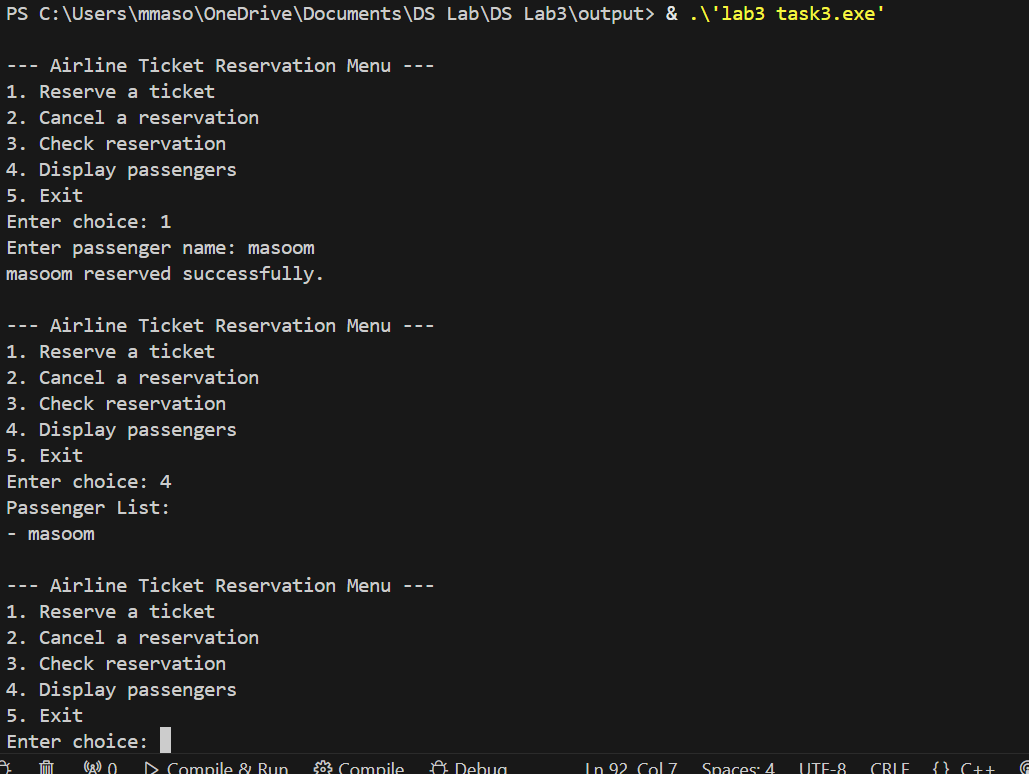 PS C:\Users\mmaso\OneDrive\Documents\DS Lab\DS Lab3\output> & .\'lab3 task3.exe'
--- Airline Ticket Reservation Menu ---
1. Reserve a ticket
2. Cancel a reservation
3. Check reservation
4. Display passengers
5. Exit
Enter choice: 1
Enter passenger name: masoom
masoom reserved successfully.
--- Airline Ticket Reservation Menu ---
1. Reserve a ticket
2. Cancel a reservation
3. Check reservation
4. Display passengers
5. Exit
Enter choice: 4
Passenger List:
- masoom
--- Airline Ticket Reservation Menu ---
1. Reserve a ticket
2. Cancel a reservation
3. Check reservation
4. Display passengers
5. Exit
Enter choice:
0 Compile & Run Compile Debug Ln 92, Col 7 Spaces: 4 UTF-8 CRLF {} C++